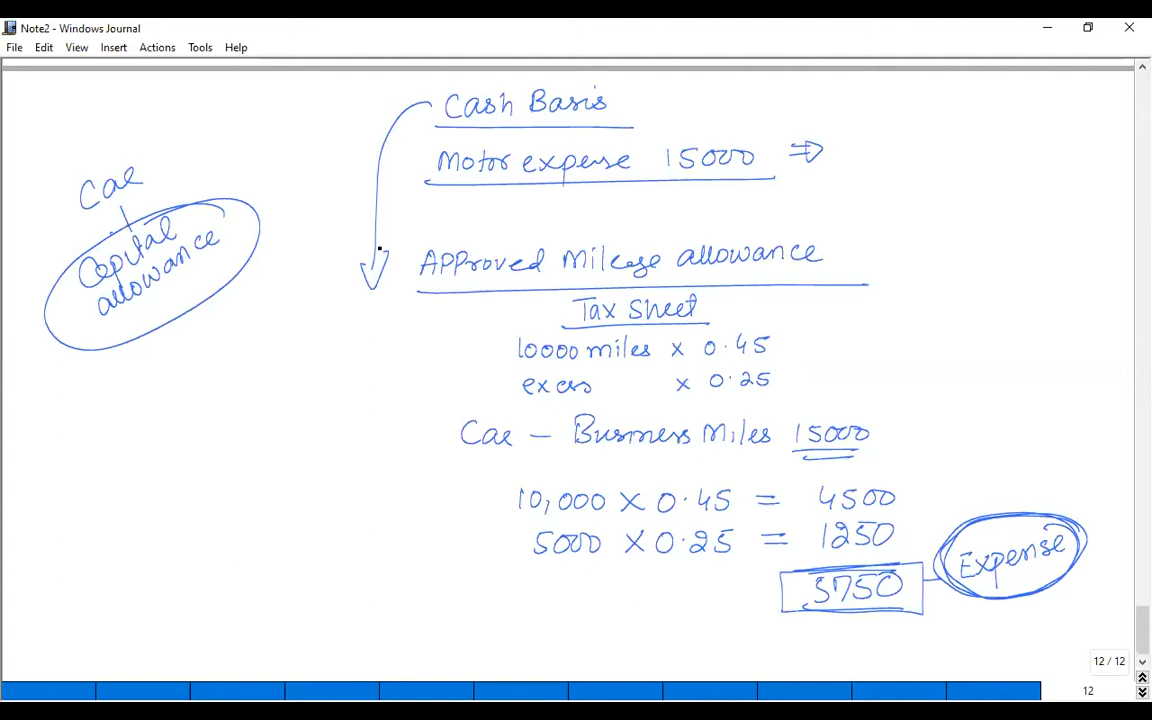 Note2 - Windows Journal
File Edit View Insert Actions Tools Help
Cash Basis
Motor expense 15000 ⇒
Car
Capital
allowance
Approved Mileage allowance
Tax Sheet
10000 miles x 0.45
excess x 0.25
Car - Business Miles 15000
10,000 x 0.45 = 4500
5000 x 0.25 = 1250
5750
Expense
12 / 12
12